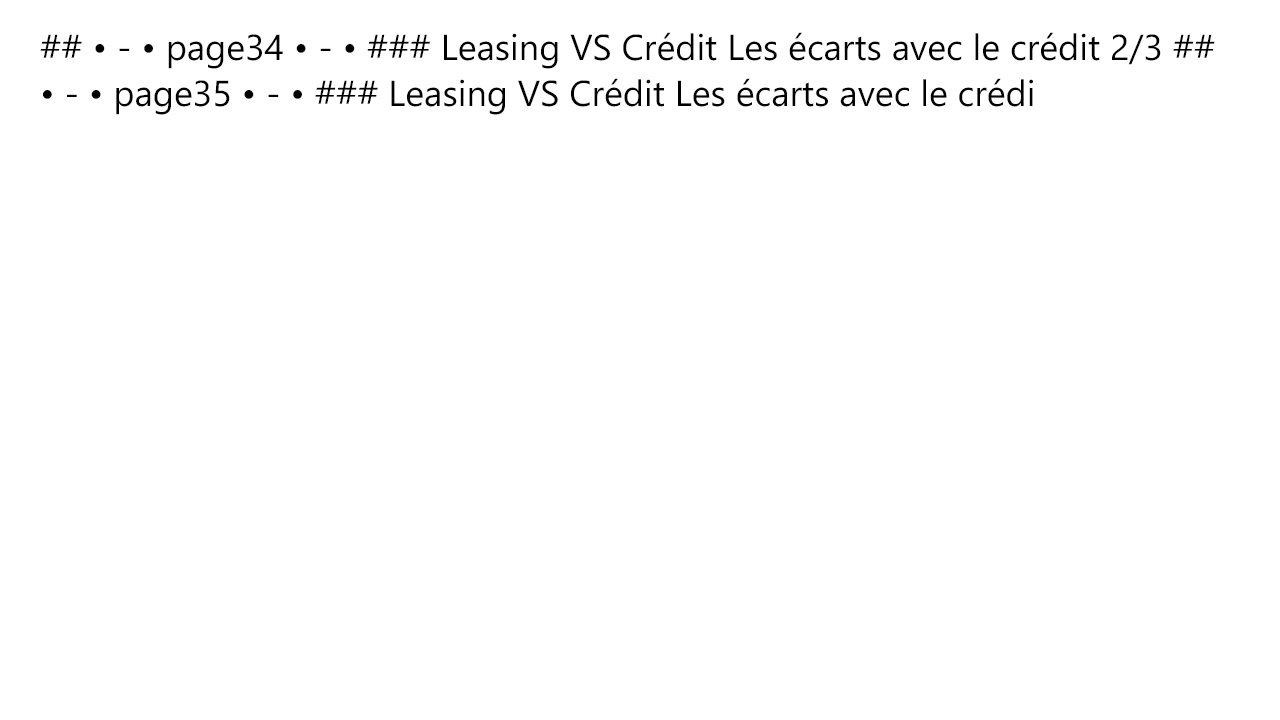 ## • - • page34 • - • ### Leasing VS Crédit Les écarts avec le crédit 2/3 ##
• - • page35 • - • ### Leasing VS Crédit Les écarts avec le crédi